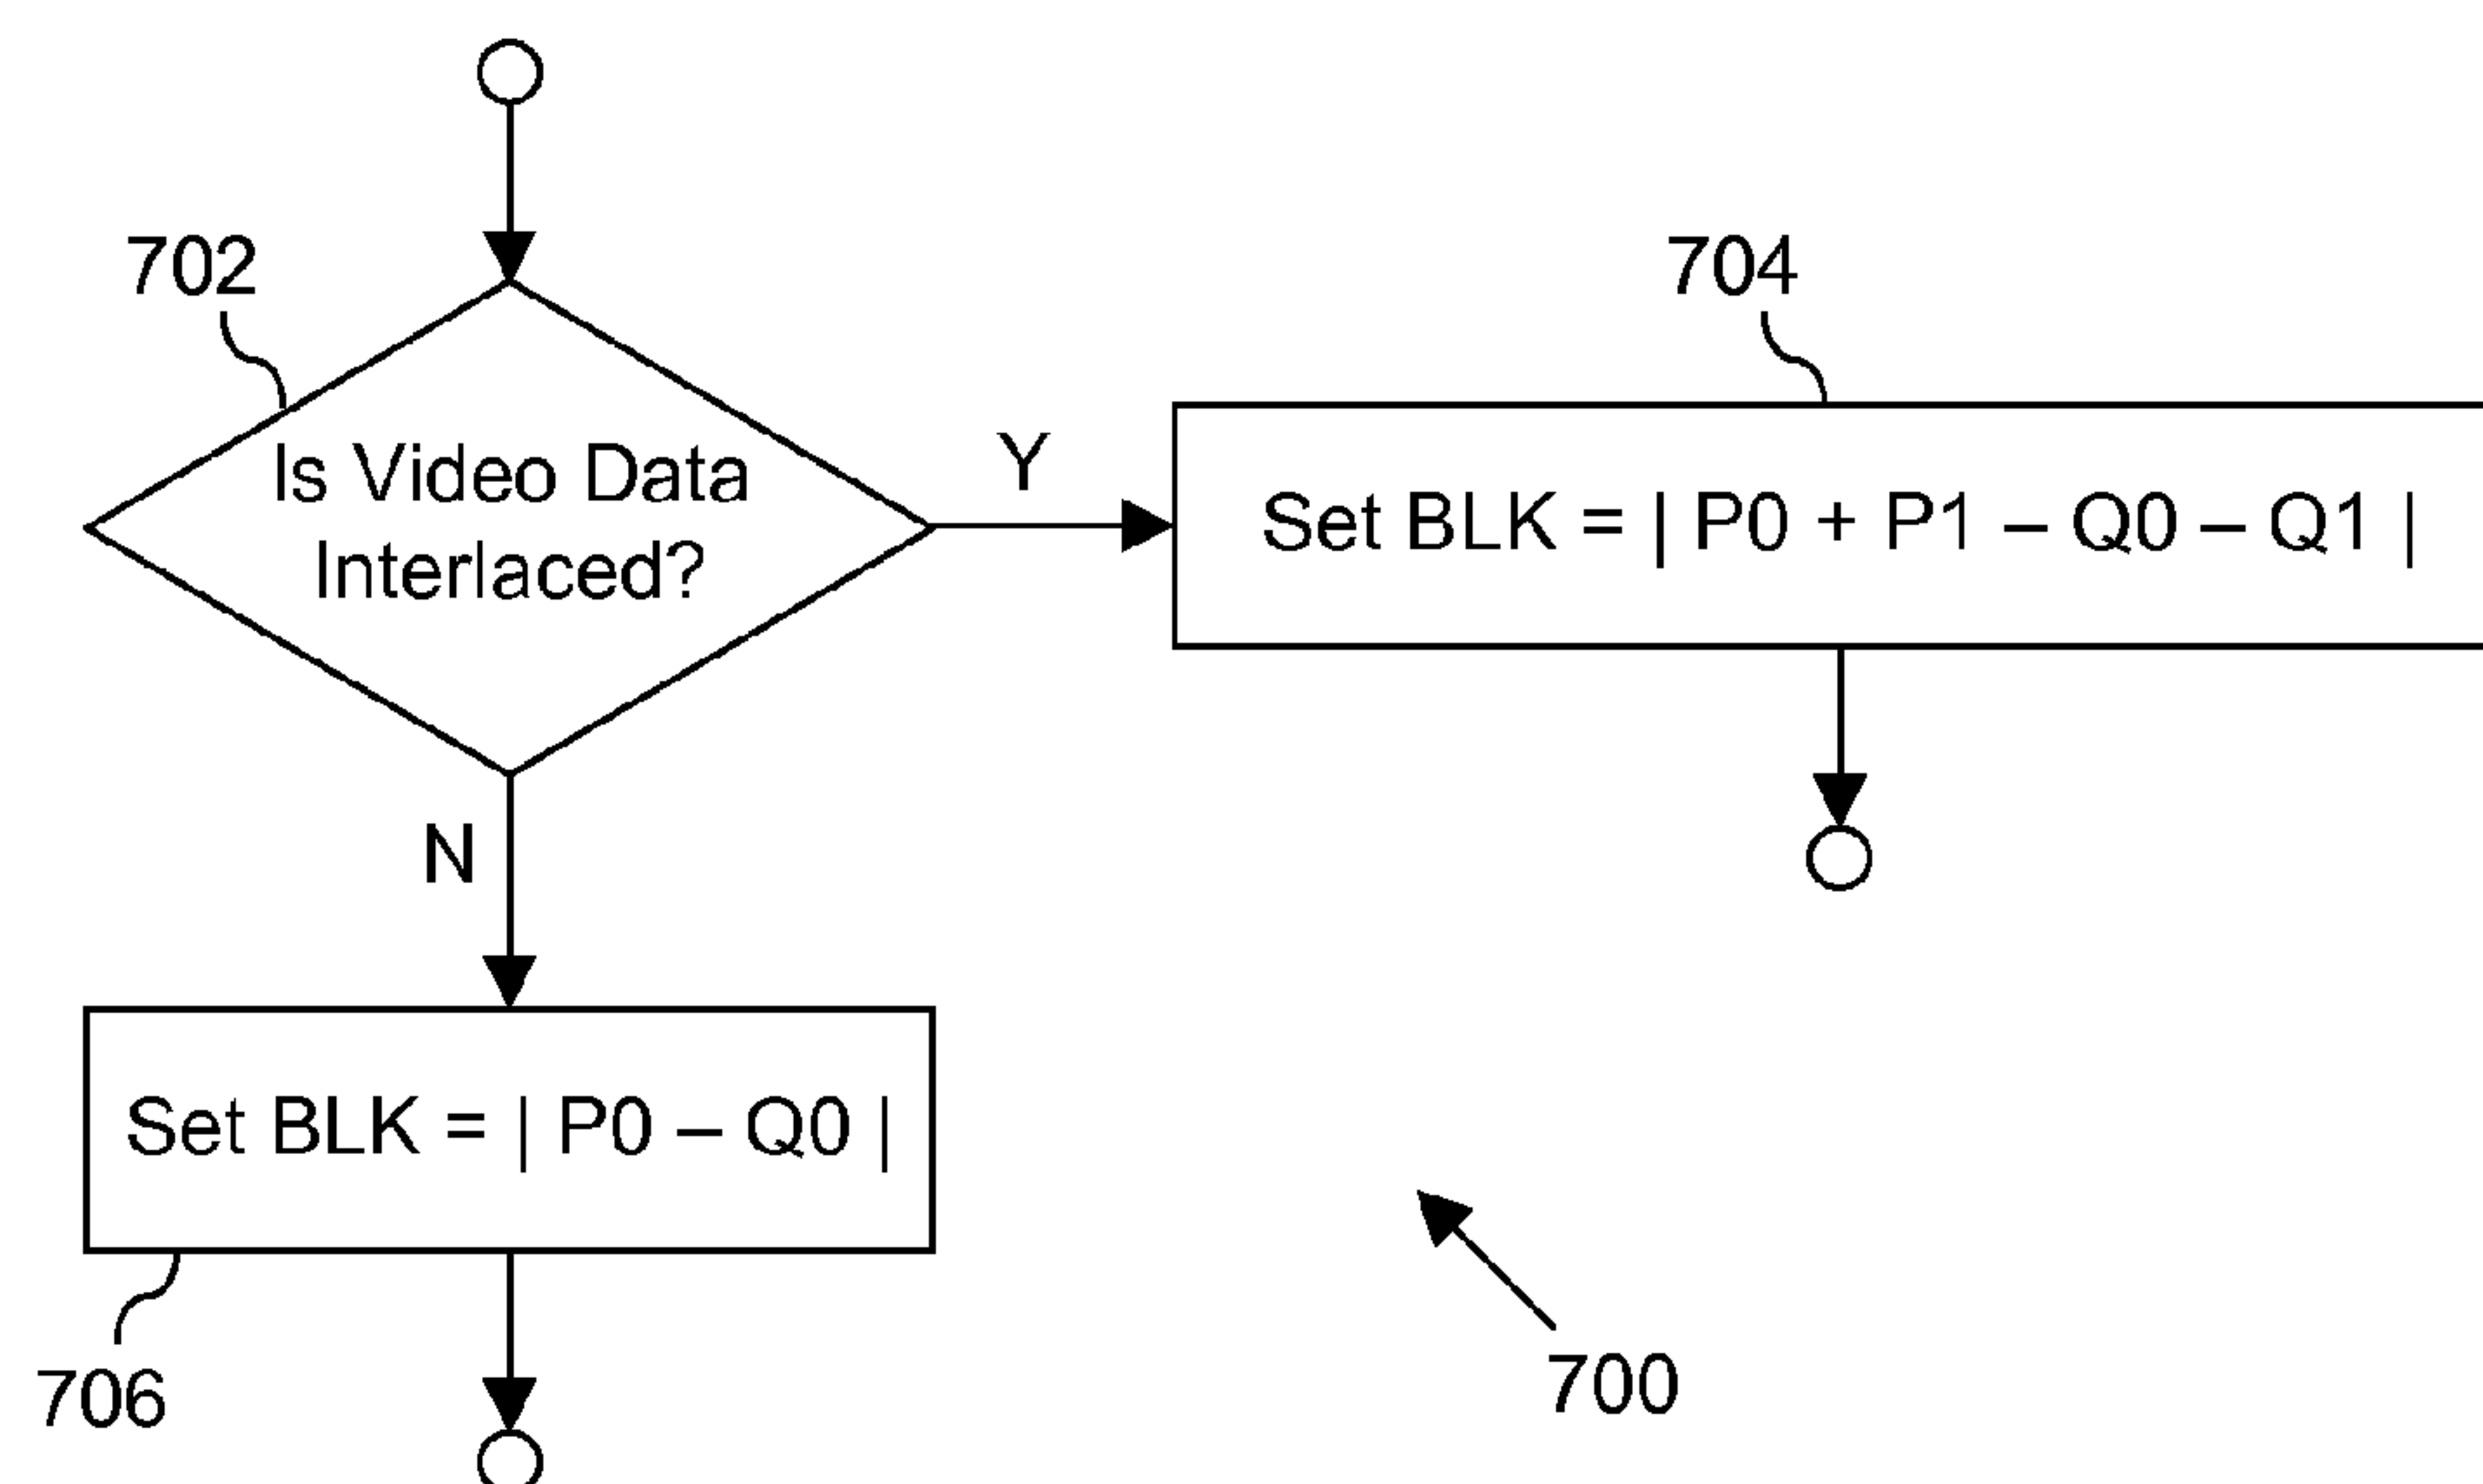 702
704
Is Video Data
Interlaced?
Y
Set BLK = | P0 + P1 – Q0 – Q1 |
N
Set BLK = | P0 – Q0 |
706
700